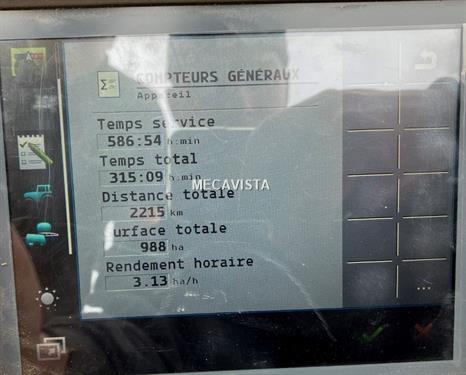 COMPTEURS GÉNÉRAUX
Appareil
Temps service
586:54 h:min
Temps total
315:09 h:min
MECAVISTA
Distance totale
2215 km
urface totale
988 ha
Rendement horaire
3.13 ha/h
...